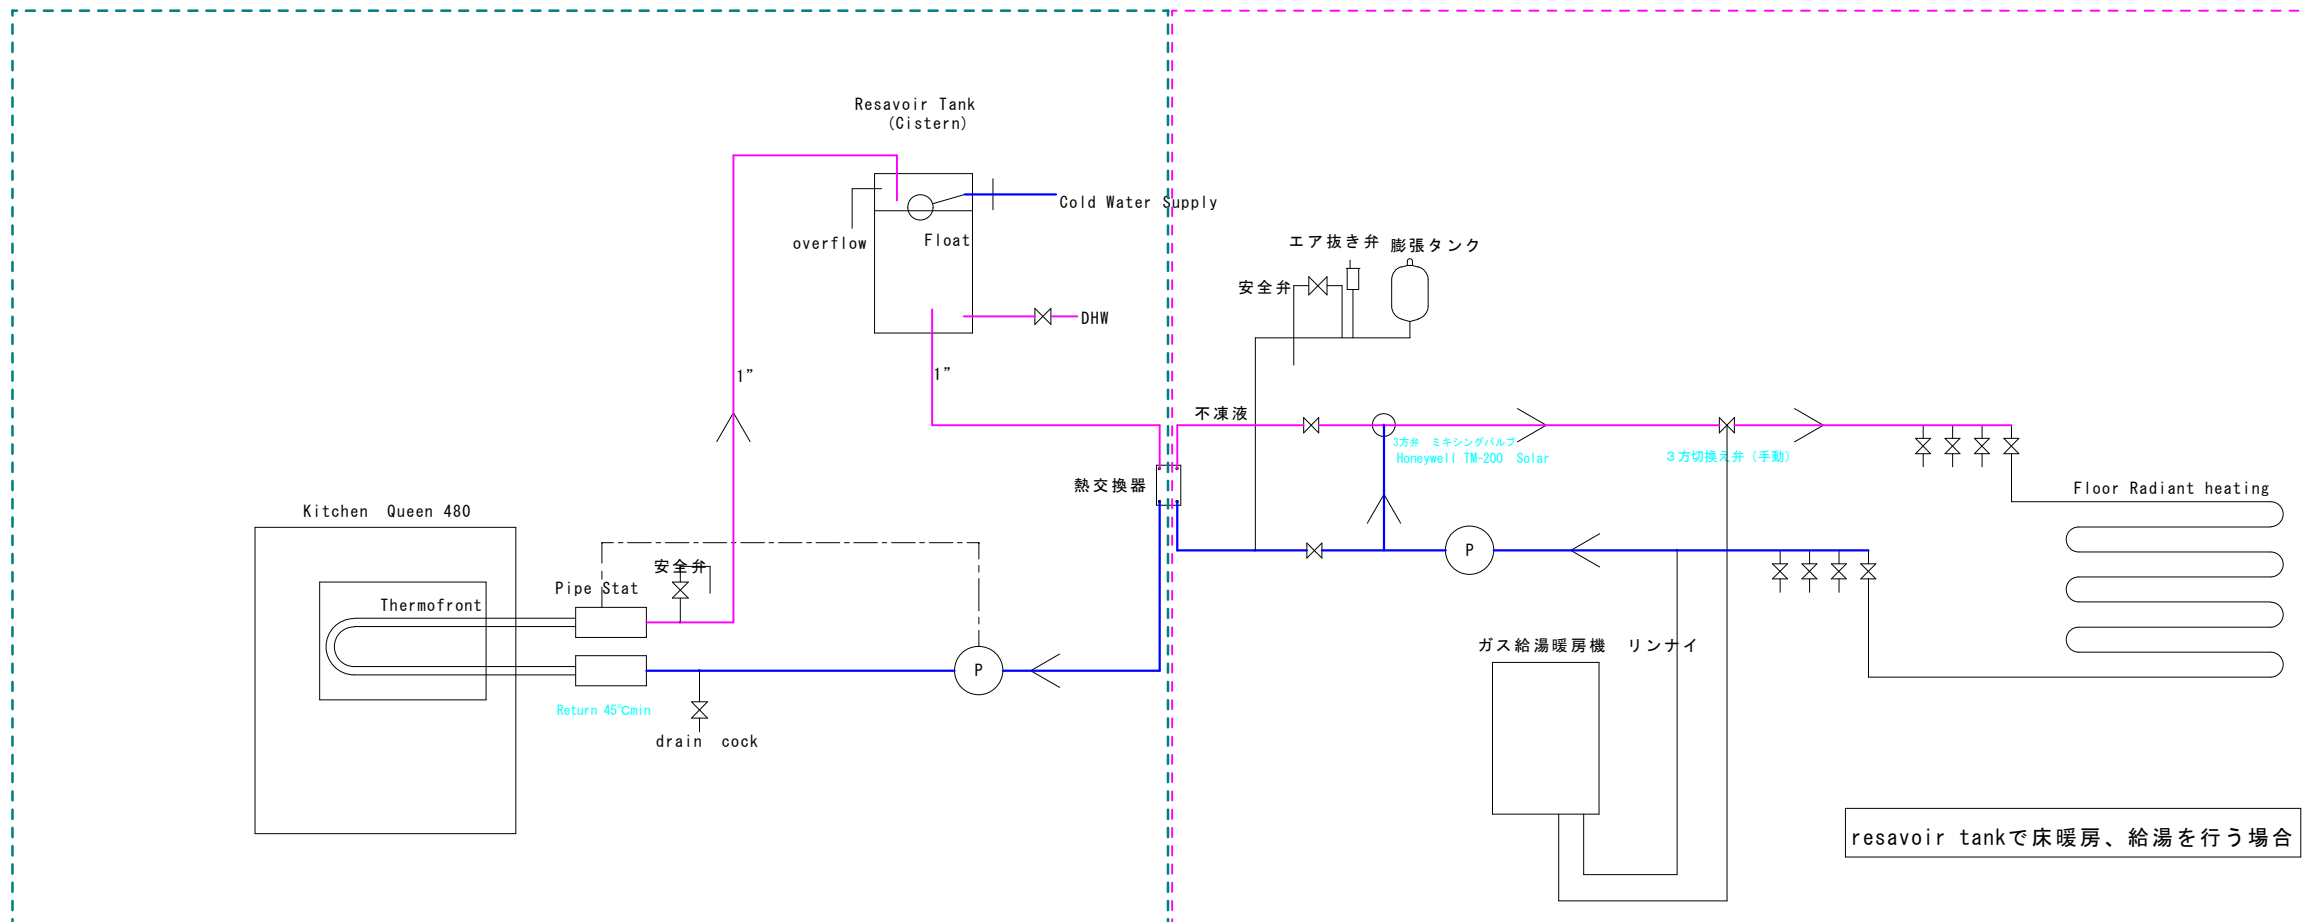 Resavoir Tank
(Cistern)
Cold Water Supply
overflow
Float
DHW
1”
1”
エア抜き弁
膨張タンク
安全弁
不凍液
3方弁 ミキシングバルブ
Honeywell TM-200 Solar
３方切換え弁（手動）
熱交換器
Floor Radiant heating
Kitchen Queen 480
安全弁
Pipe Stat
Thermofront
P
P
Return 45℃min
drain cock
ガス給湯暖房機 リンナイ
resavoir tankで床暖房、給湯を行う場合